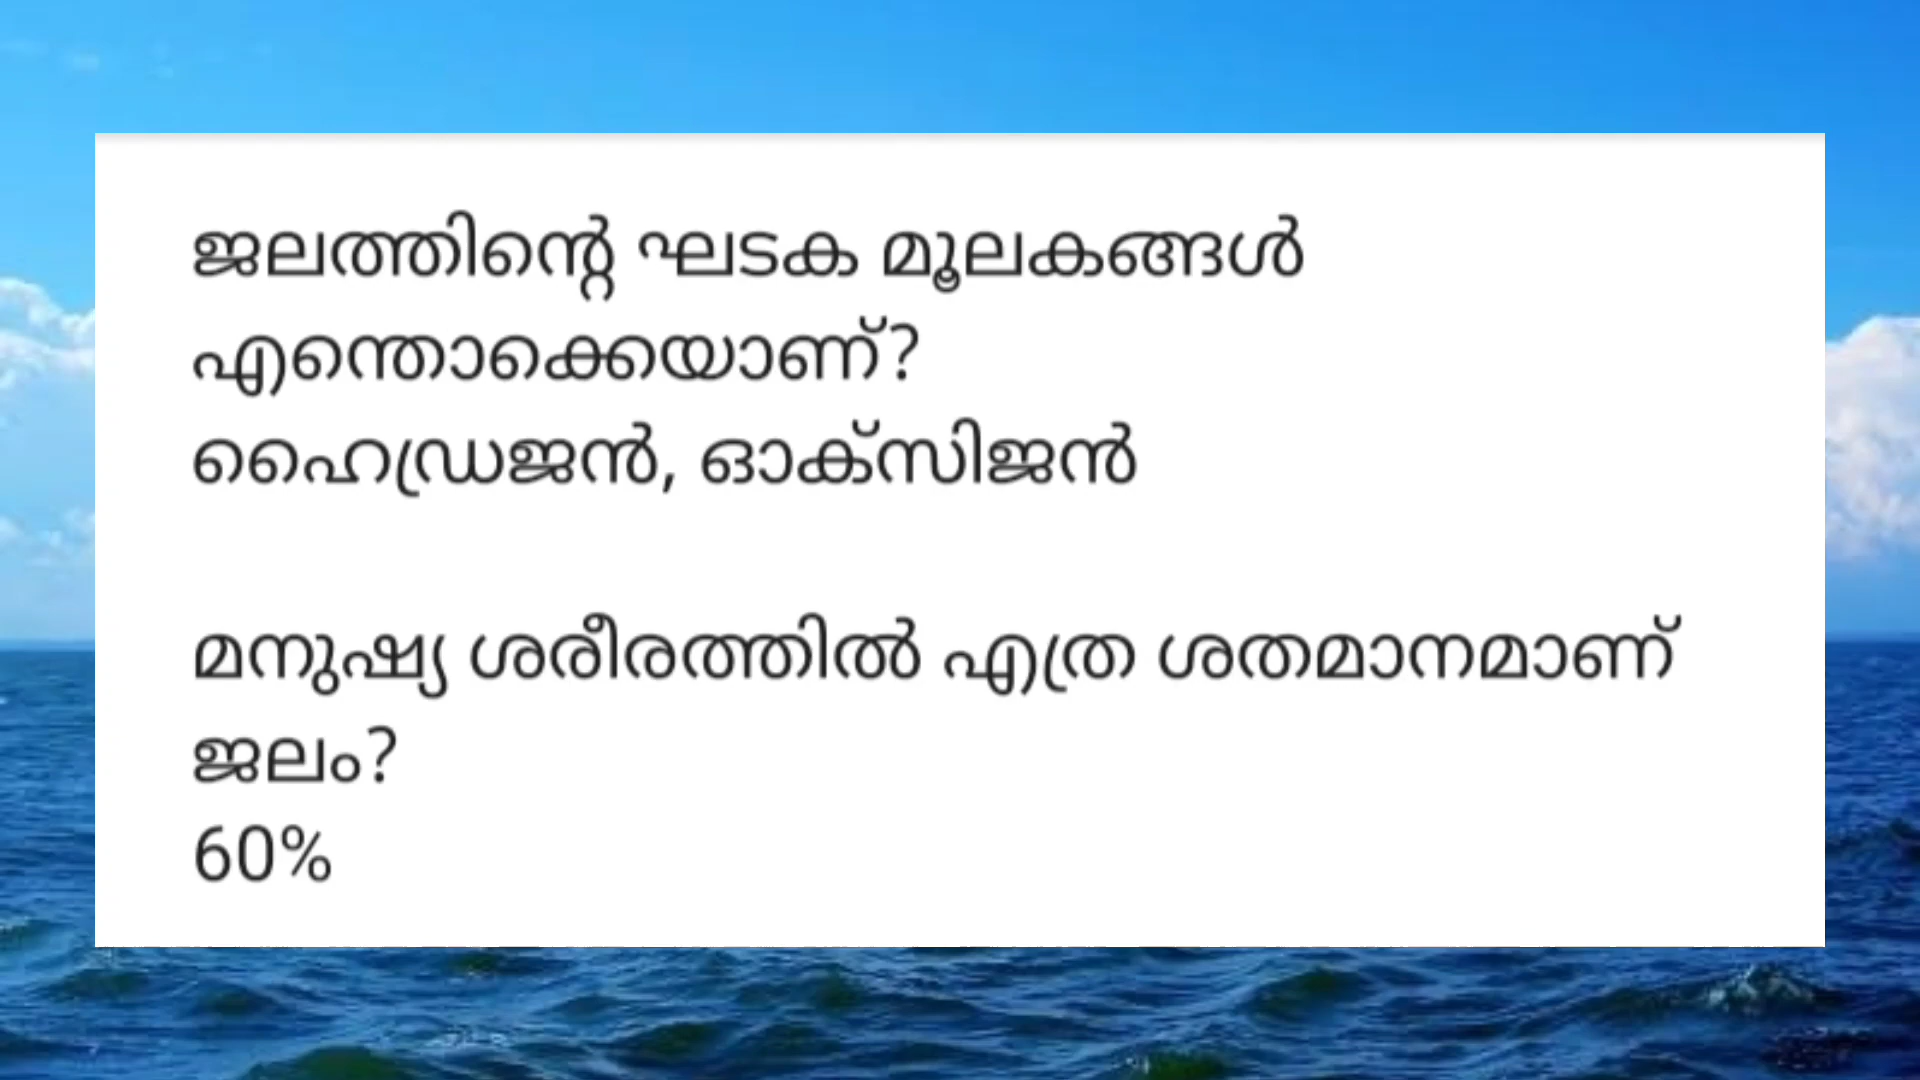 ജലത്തിന്റെ ഘടക മൂലകങ്ങൾ
എന്തൊക്കെയാണ്?
ഹൈഡ്രജൻ, ഓക്സിജൻ
മനുഷ്യ ശരീരത്തിൽ എത്ര ശതമാനമാണ്
ജലം?
60%